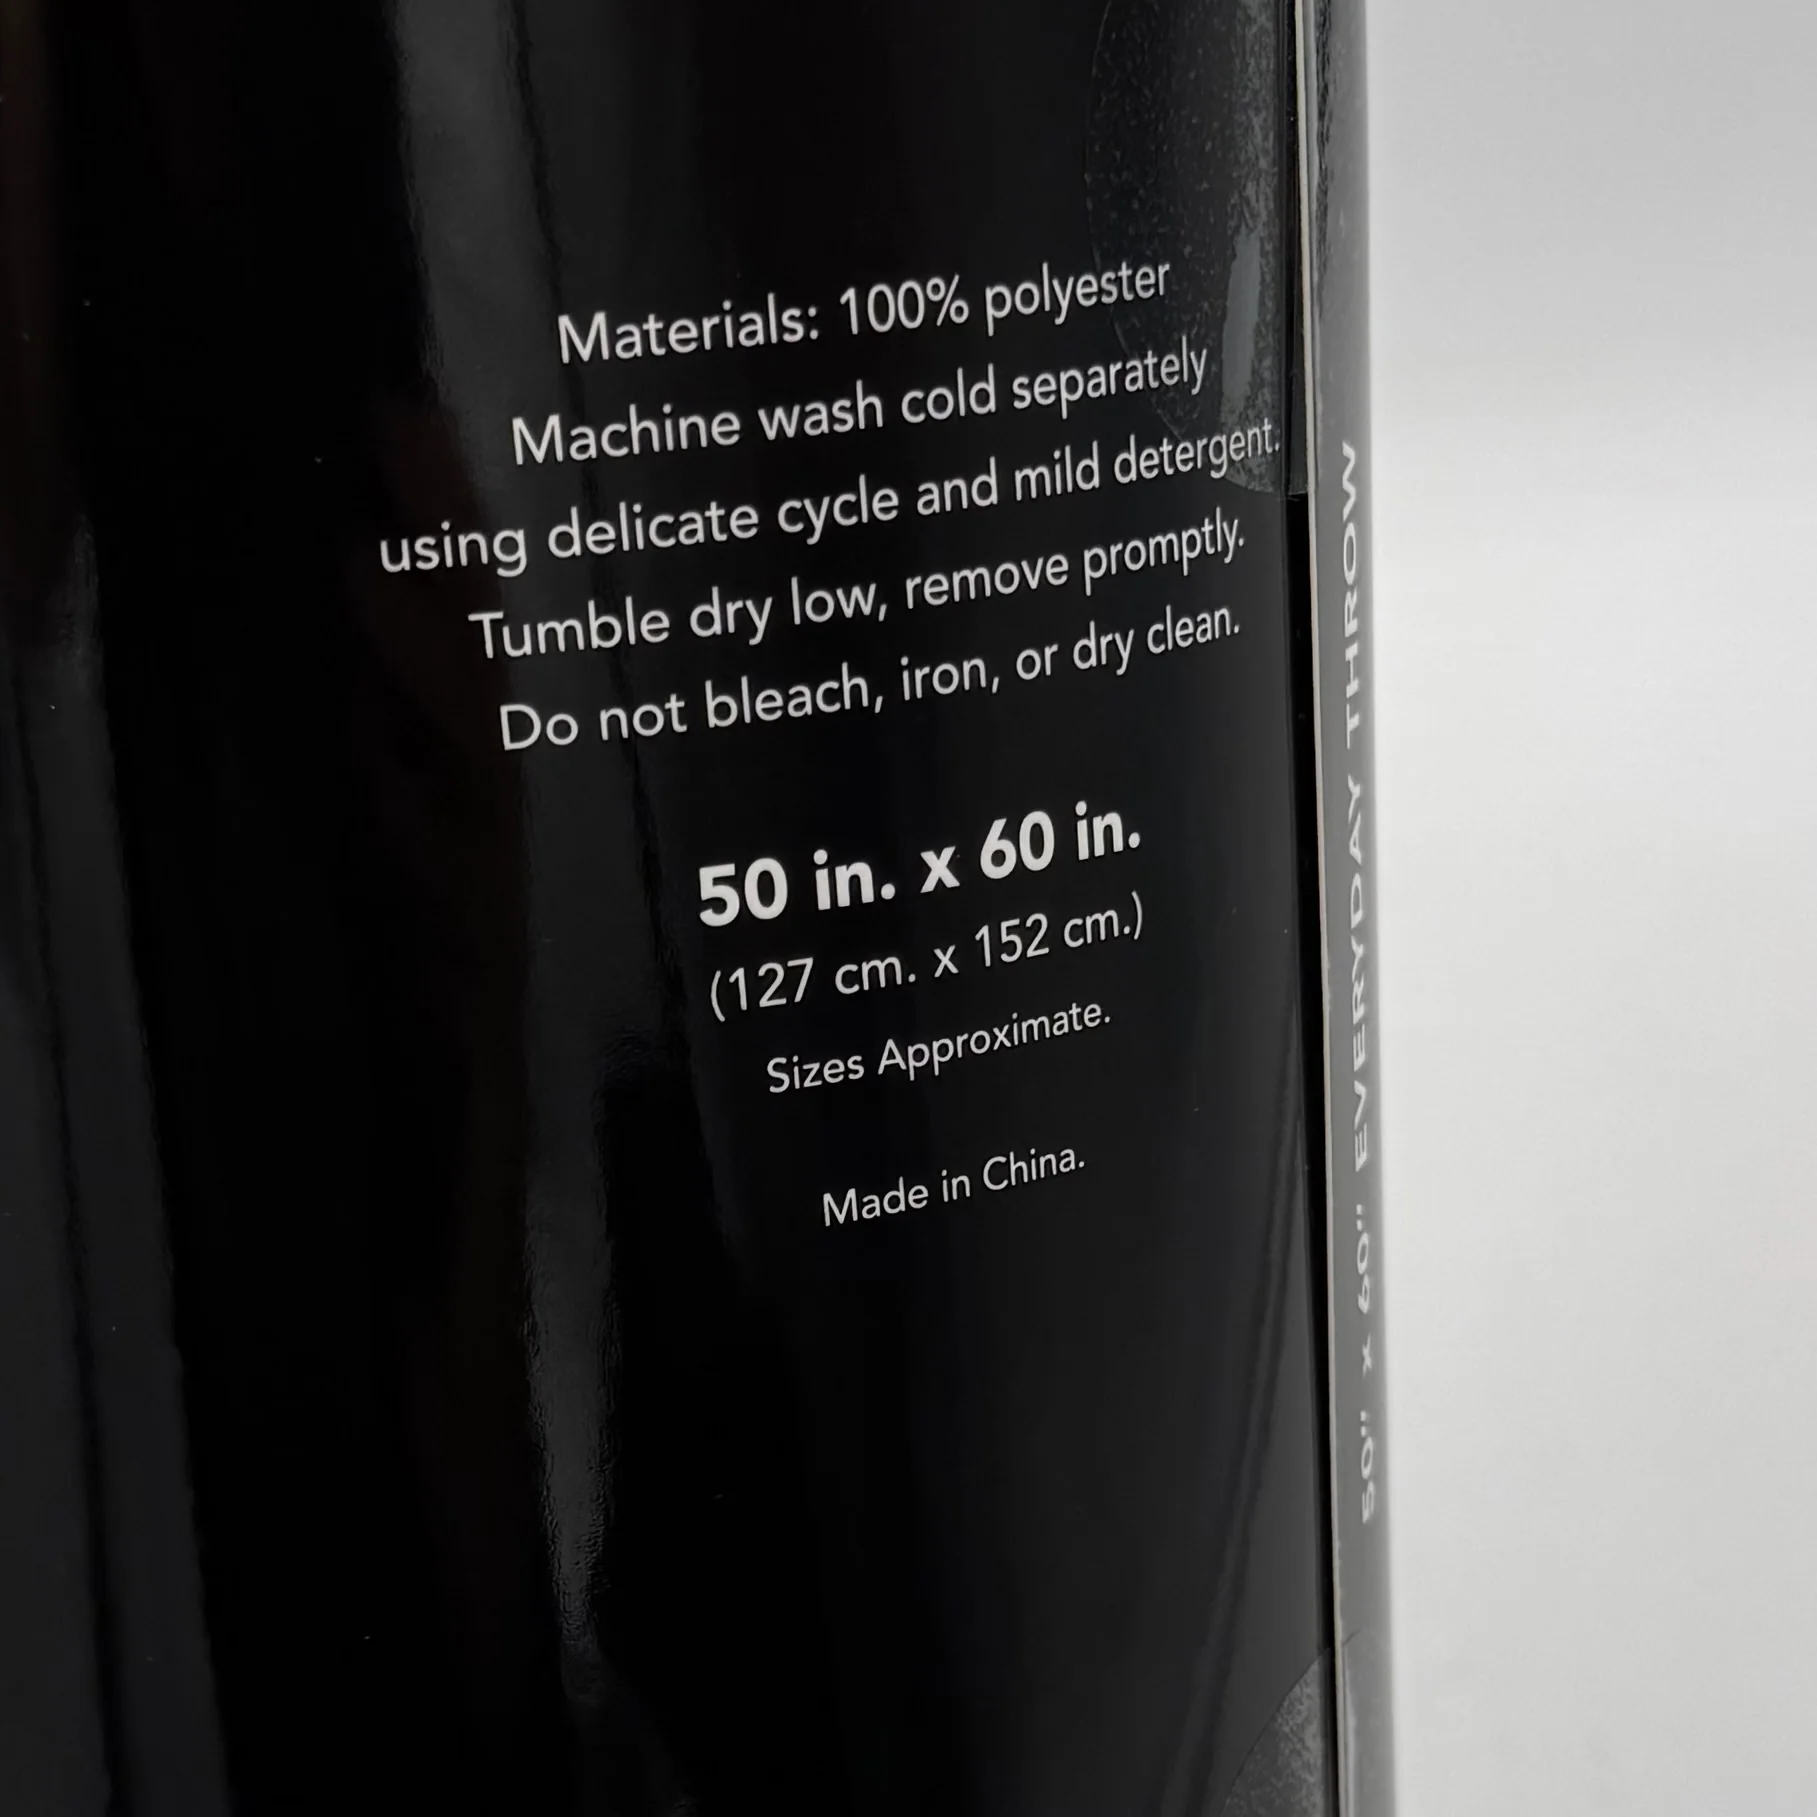 Materials: 100% polyester
Machine wash cold separately
using delicate cycle and mild detergent.
Tumble dry low, remove promptly.
Do not bleach, iron, or dry clean.
50 in. x 60 in.
(127 cm. x 152 cm.)
Sizes Approximate.
Made in China.
50" x 60" EVERYDAY THROW